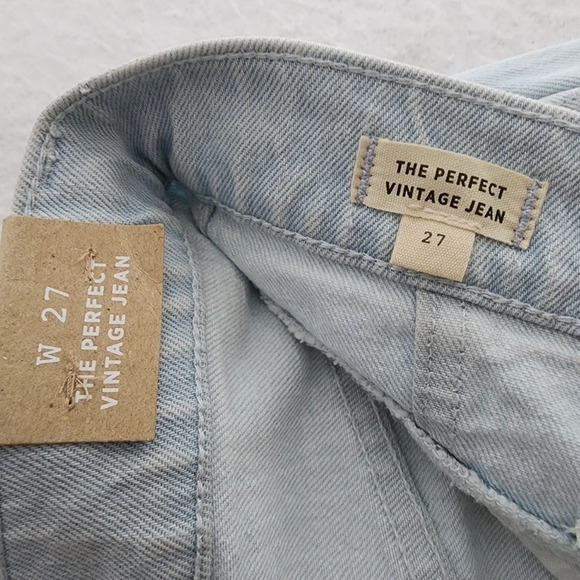 THE PERFECT
VINTAGE JEAN
27
W 27
THE PERFECT
VINTAGE JEAN